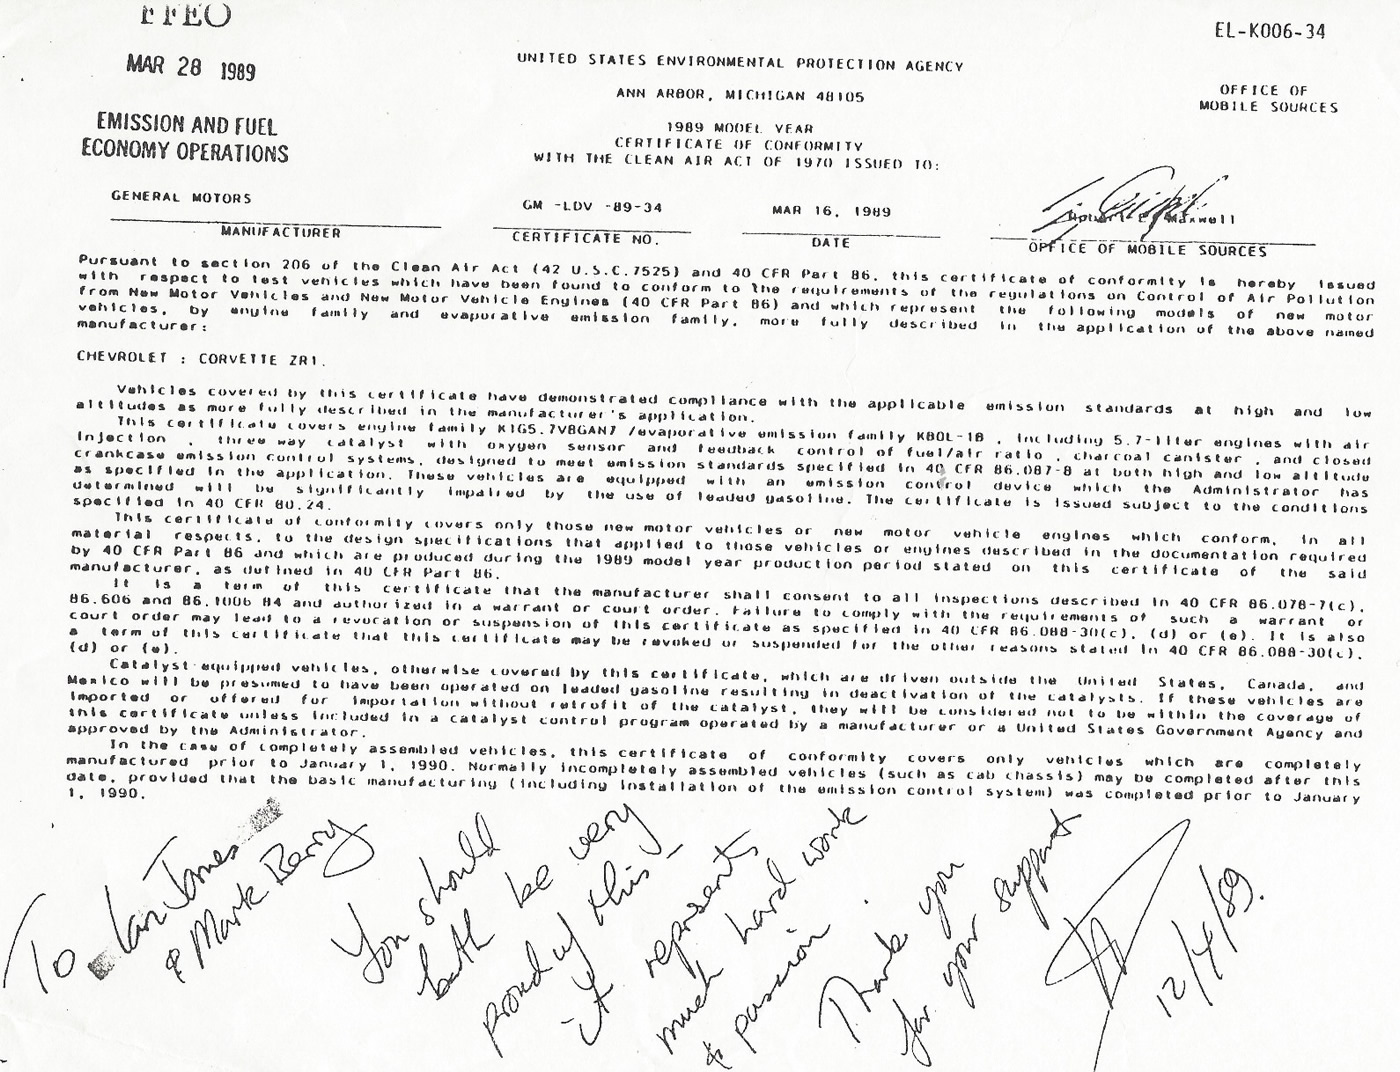 FFEO
EL-K006-34
MAR 28 1989
UNITED STATES ENVIRONMENTAL PROTECTION AGENCY
OFFICE OF
MOBILE SOURCES
ANN ARBOR, MICHIGAN 48105
EMISSION AND FUEL
ECONOMY OPERATIONS
1989 MODEL YEAR
CERTIFICATE OF CONFORMITY
WITH THE CLEAN AIR ACT OF 1970 ISSUED TO:
GENERAL MOTORS
GM -LDV -89-34
MAR 16, 1989
Robert E. Maxwell
MANUFACTURER
CERTIFICATE NO.
DATE
OFFICE OF MOBILE SOURCES
Pursuant to section 206 of the Clean Air Act (42 U.S.C.7525) and 40 CFR Part 86, this certificate of conformity is hereby issued
with respect to test vehicles which have been found to conform to the requirements of the regulations on Control of Air Pollution
from New Motor Vehicles and New Motor Vehicle Engines (40 CFR Part 86) and which represent the following models of new motor
vehicles, by engine family and evaporative emission family, more fully described in the application of the above named
manufacturer:
CHEVROLET : CORVETTE ZR1.
Vehicles covered by this certificate have demonstrated compliance with the applicable emission standards at high and low
altitudes as more fully described in the manufacturer's application.
This certificate covers engine family K1G5.7V8GAN7 /evaporative emission family KB0L-1B , including 5.7-liter engines with air
injection , three way catalyst with oxygen sensor and feedback control of fuel/air ratio , charcoal canister , and closed
crankcase emission control systems, designed to meet emission standards specified in 40 CFR 86.087-8 at both high and low altitude
as specified in the application. These vehicles are equipped with an emission control device which the Administrator has
determined will be significantly impaired by the use of leaded gasoline. The certificate is issued subject to the conditions
specified in 40 CFR 80.24.
This certificate of conformity covers only those new motor vehicles or new motor vehicle engines which conform, in all
material respects, to the design specifications that applied to those vehicles or engines described in the documentation required
by 40 CFR Part 86 and which are produced during the 1989 model year production period stated on this certificate of the said
manufacturer, as defined in 40 CFR Part 86.
It is a term of this certificate that the manufacturer shall consent to all inspections described in 40 CFR 86.078-7(c),
86.606 and 86.1006 84 and authorized in a warrant or court order. Failure to comply with the requirements of such a warrant or
court order may lead to a revocation or suspension of this certificate as specified in 40 CFR 86.088-30(c), (d) or (e). It is also
a term of this certificate that this certificate may be revoked or suspended for the other reasons stated in 40 CFR 86.088-30(c),
(d) or (e).
Catalyst equipped vehicles, otherwise covered by this certificate, which are driven outside the United States, Canada, and
Mexico will be presumed to have been operated on leaded gasoline resulting in deactivation of the catalysts. If these vehicles are
imported or offered for importation without retrofit of the catalyst, they will be considered not to be within the coverage of
this certificate unless included in a catalyst control program operated by a manufacturer or a United States Government Agency and
approved by the Administrator.
In the case of completely assembled vehicles, this certificate of conformity covers only vehicles which are completely
manufactured prior to January 1, 1990. Normally incompletely assembled vehicles (such as cab chassis) may be completed after this
date, provided that the basic manufacturing (including installation of the emission control system) was completed prior to January
1, 1990.
To Ian James
& Mark Berry
You should
both be very
proud of this –
it represents
much hard work
& passion.
Thank you
for your support
12/4/89.